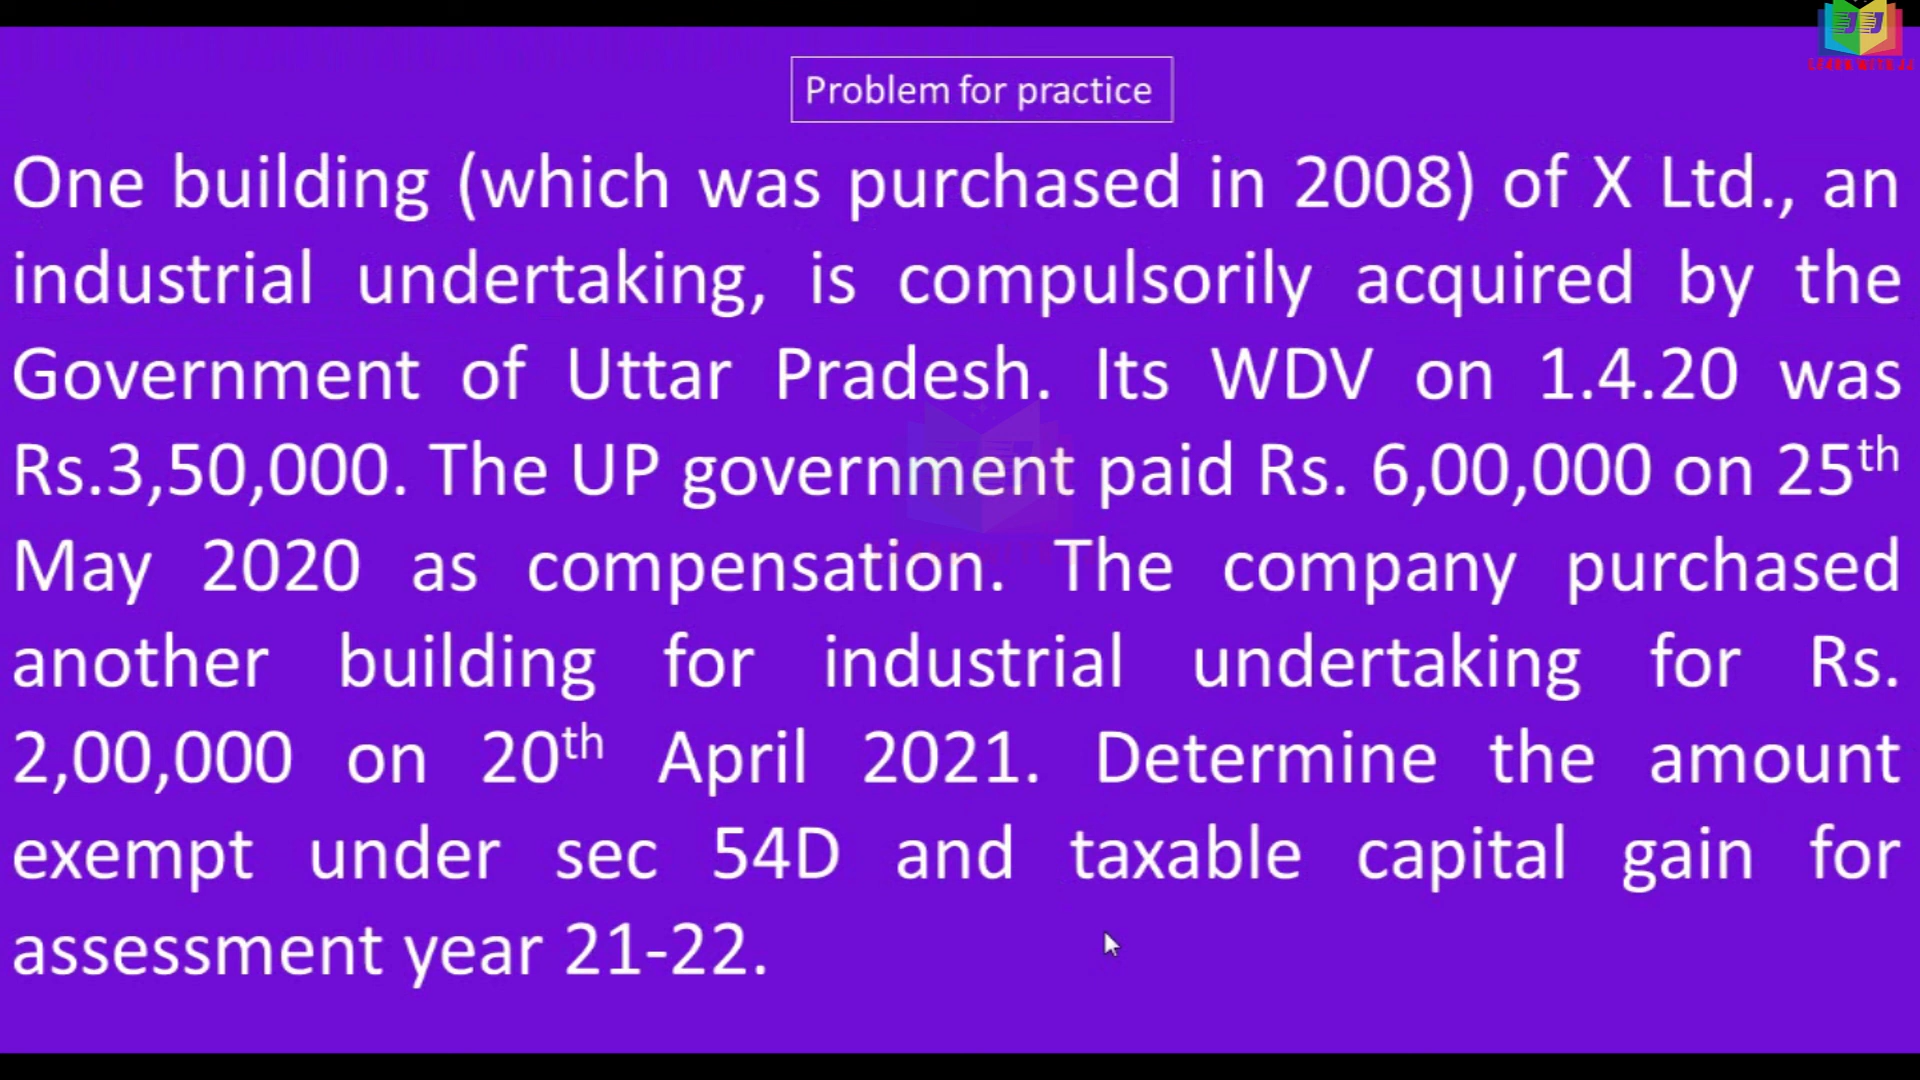 LEARN WITH JJ
Problem for practice
One building (which was purchased in 2008) of X Ltd., an
industrial undertaking, is compulsorily acquired by the
Government of Uttar Pradesh. Its WDV on 1.4.20 was
Rs.3,50,000. The UP government paid Rs. 6,00,000 on 25th
May 2020 as compensation. The company purchased
another building for industrial undertaking for Rs.
2,00,000 on 20th April 2021. Determine the amount
exempt under sec 54D and taxable capital gain for
assessment year 21-22.